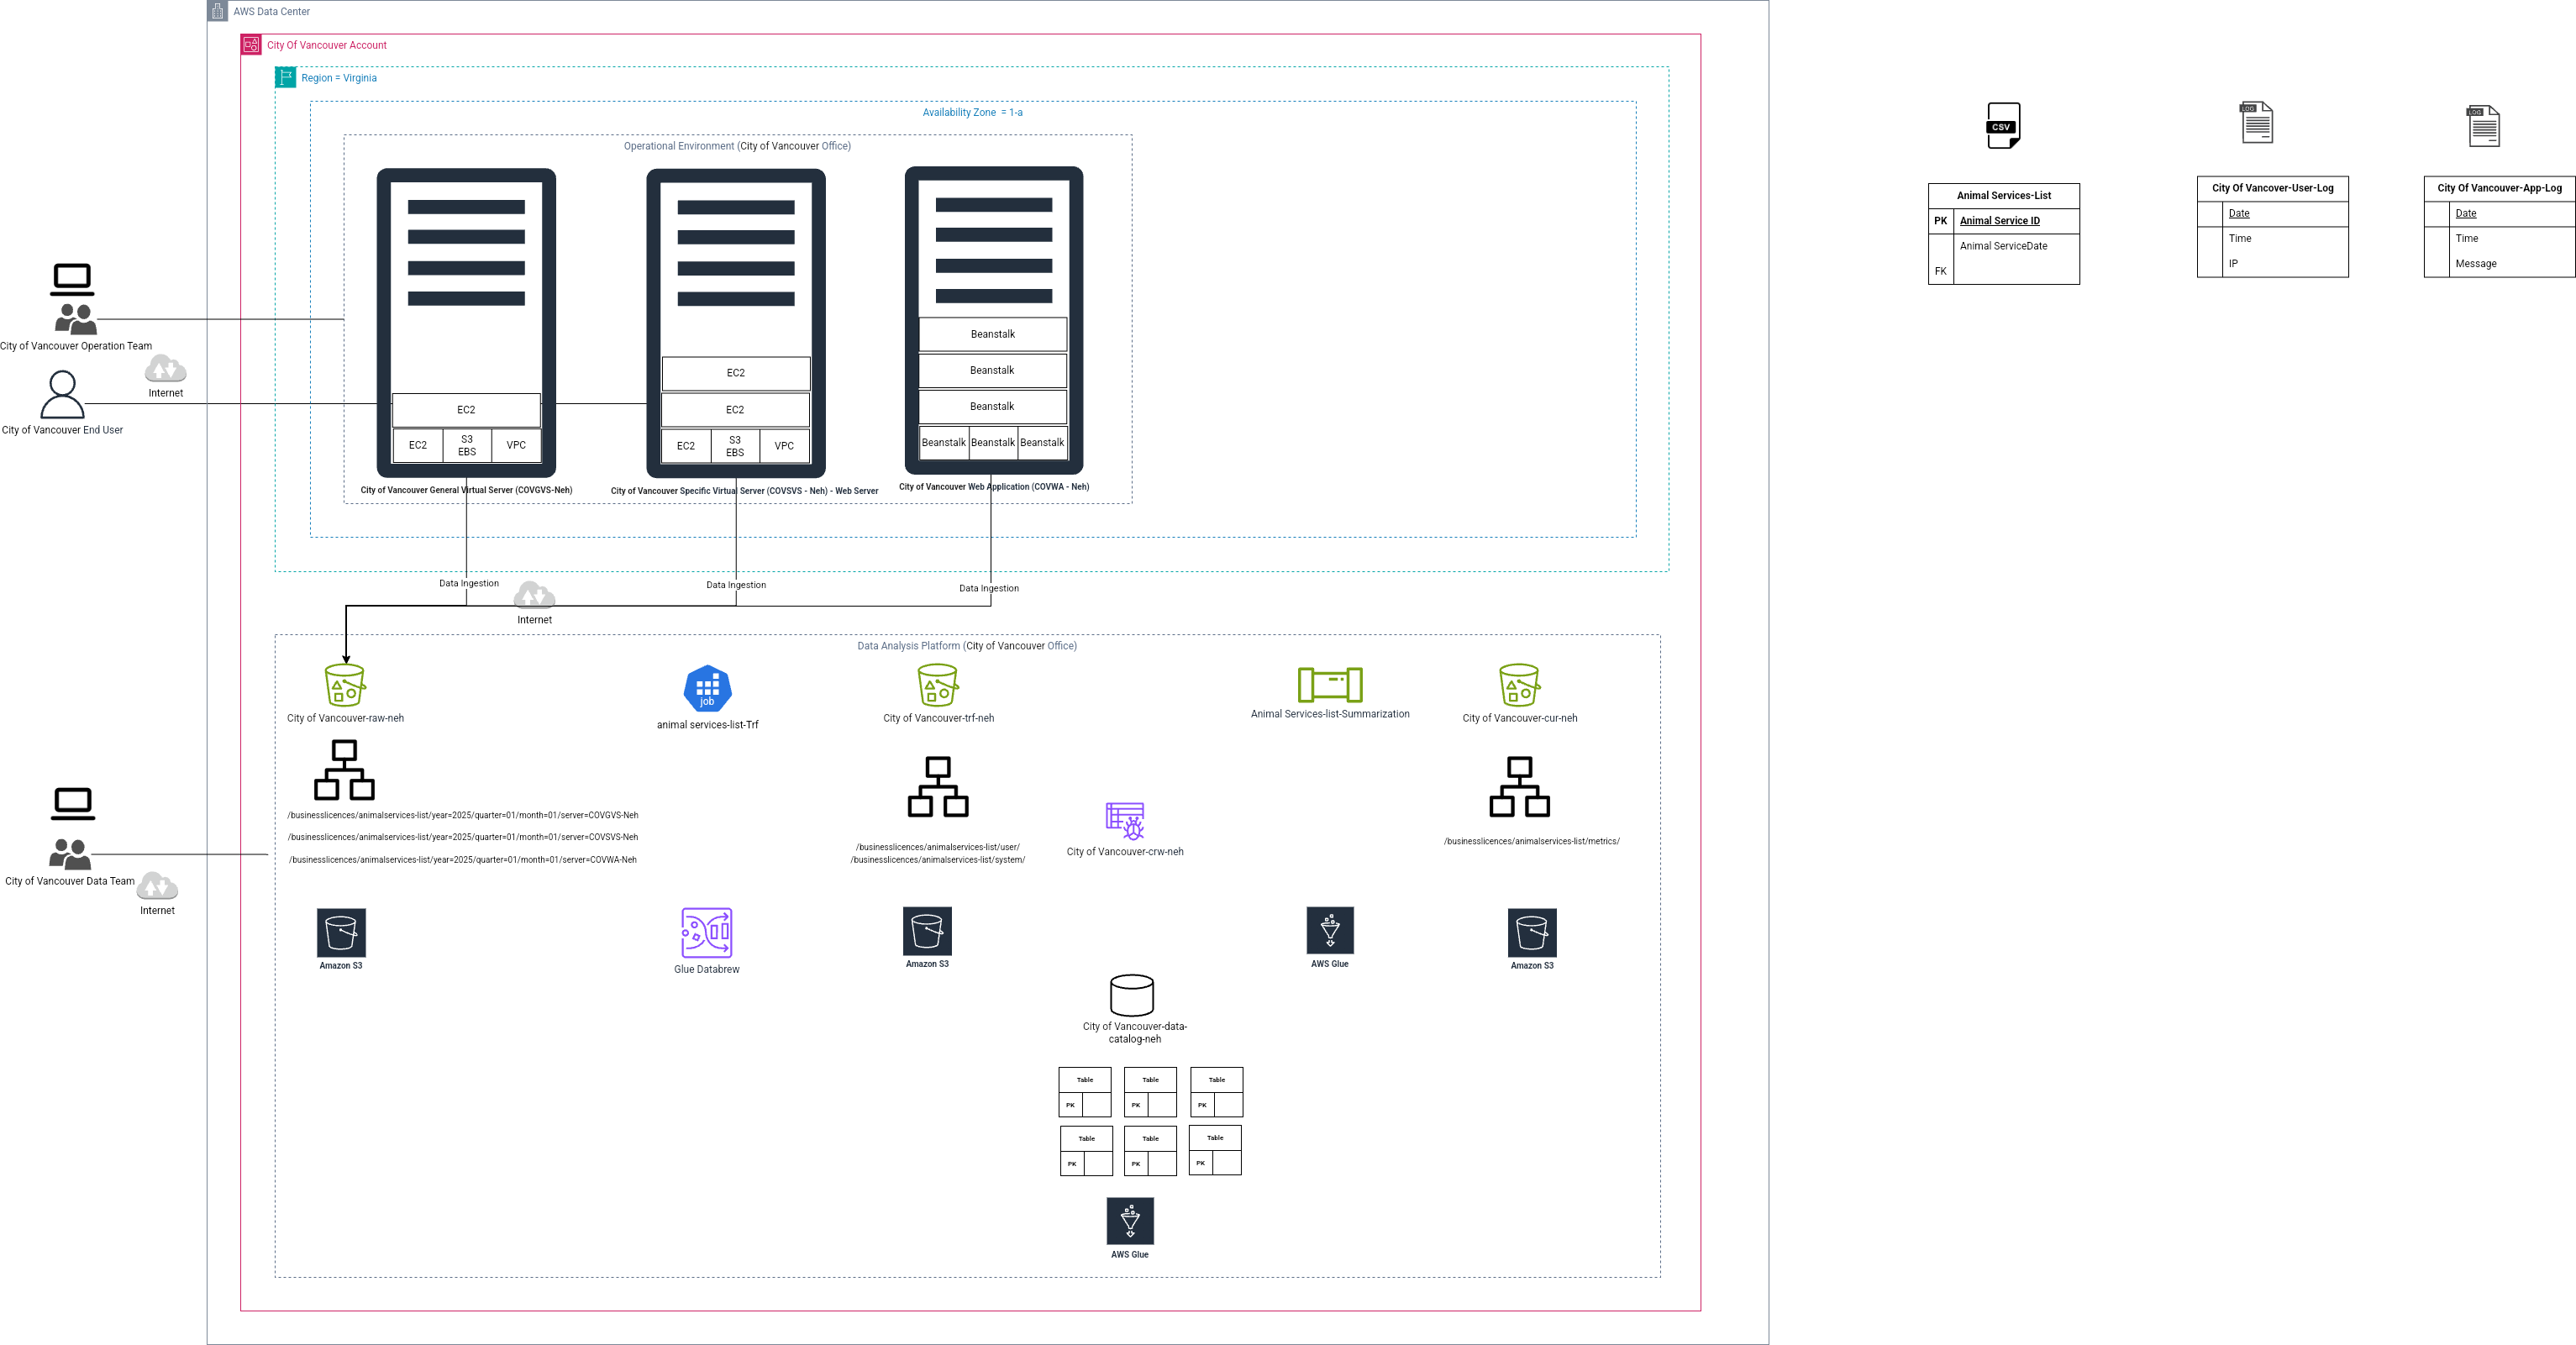 AWS Data Center
City Of Vancouver Account
Region = Virginia
Availability Zone = 1-a
Operational Environment (City of Vancouver Office)
City of Vancouver Operation Team
Internet
City of Vancouver End User
EC2
EC2
S3
EBS
VPC
City of Vancouver General Virtual Server (COVGVS-Neh)
EC2
EC2
EC2
S3
EBS
VPC
City of Vancouver Specific Virtual Server (COVSVS - Neh) - Web Server
Beanstalk
Beanstalk
Beanstalk
Beanstalk
Beanstalk
Beanstalk
City of Vancouver Web Application (COVWA - Neh)
Data Ingestion
Data Ingestion
Data Ingestion
Internet
CSV
Animal Services-List
PK
Animal Service ID
Animal ServiceDate
FK
LOG
City Of Vancover-User-Log
Date
Time
IP
LOG
City Of Vancouver-App-Log
Date
Time
Message
Data Analysis Platform (City of Vancouver Office)
City of Vancouver-raw-neh
job
animal services-list-Trf
City of Vancouver-trf-neh
Animal Services-list-Summarization
City of Vancouver-cur-neh
/businesslicences/animalservices-list/year=2025/quarter=01/month=01/server=COVGVS-Neh
/businesslicences/animalservices-list/year=2025/quarter=01/month=01/server=COVSVS-Neh
/businesslicences/animalservices-list/year=2025/quarter=01/month=01/server=COVWA-Neh
/businesslicences/animalservices-list/user/
/businesslicences/animalservices-list/system/
City of Vancouver-crw-neh
/businesslicences/animalservices-list/metrics/
City of Vancouver Data Team
Internet
Amazon S3
Glue Databrew
Amazon S3
AWS Glue
Amazon S3
City of Vancouver-data-
catalog-neh
Table
PK
Table
PK
Table
PK
Table
PK
Table
PK
Table
PK
AWS Glue